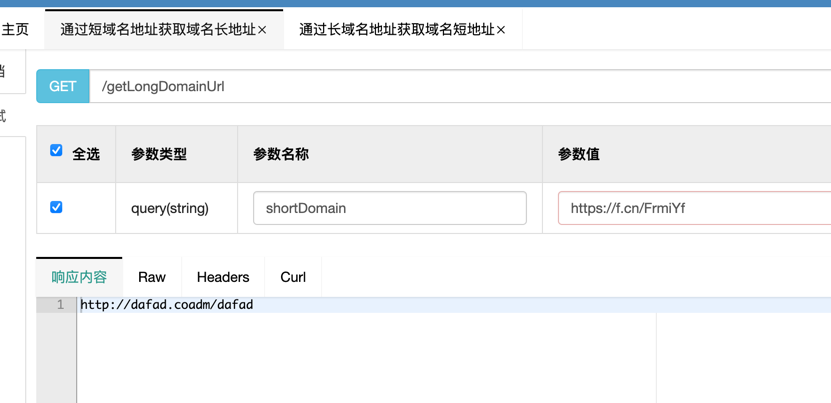 主页
通过短域名地址获取域名长地址×
通过长域名地址获取域名短地址×
GET
/getLongDomainUrl
全选
参数类型
参数名称
参数值
query(string)
shortDomain
https://f.cn/FrmiYf
响应内容
Raw
Headers
Curl
1
http://dafad.coadm/dafad